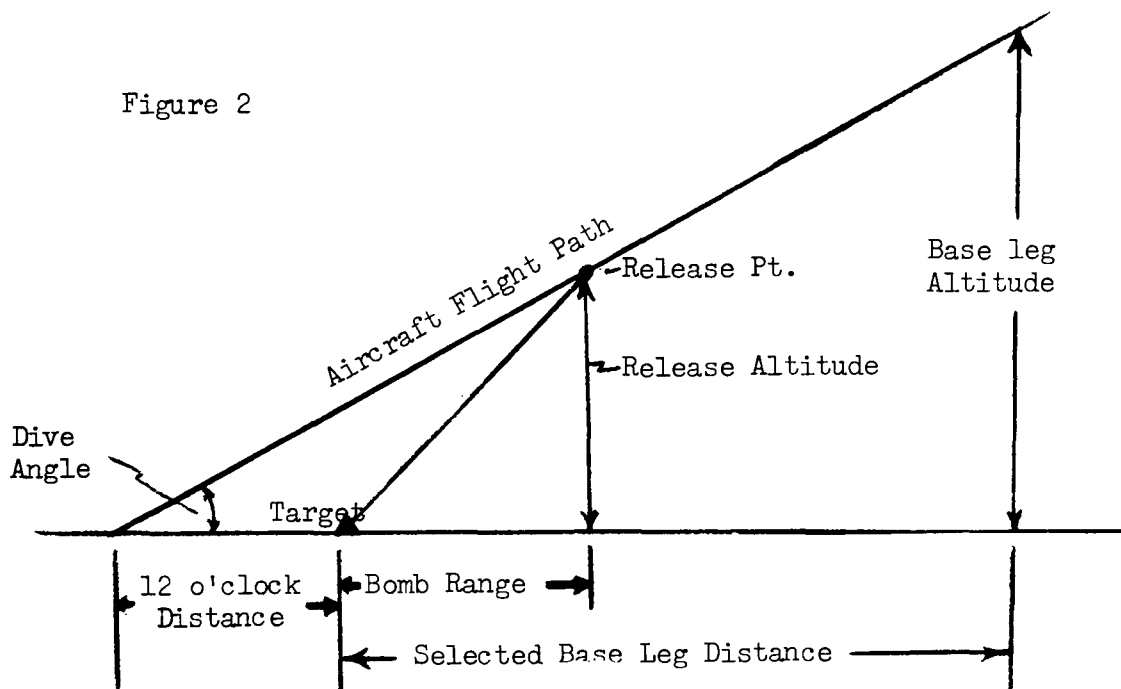 Figure 2
Aircraft Flight Path
Release Pt.
Base leg
Altitude
Release Altitude
Dive
Angle
Target
12 o'clock
Distance
Bomb Range
Selected Base Leg Distance